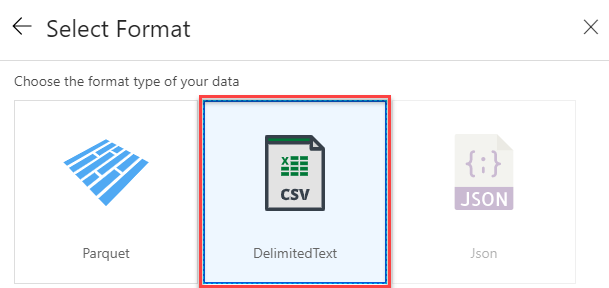 Select Format
Choose the format type of your data
X
CSV
{;}
JSON
Parquet
DelimitedText
Json